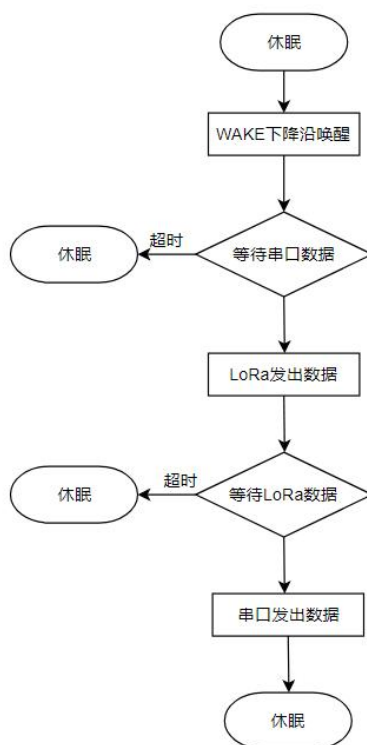 休眠
WAKE下降沿唤醒
超时
休眠
等待串口数据
LoRa发出数据
超时
休眠
等待LoRa数据
串口发出数据
休眠